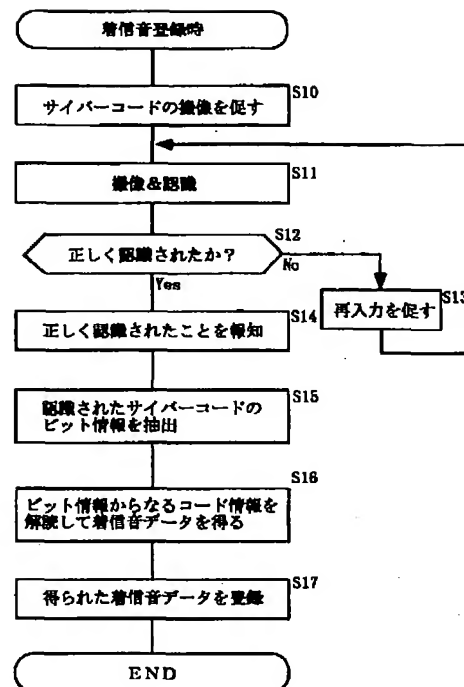 着信音登録時
サイバーコードの撮像を促す
S10
撮像&認識
S11
正しく認識されたか?
S12
No
Yes
再入力を促す
S13
正しく認識されたことを報知
S14
認識されたサイバーコードの
ビット情報を抽出
S15
ビット情報からなるコード情報を
解読して着信音データを得る
S16
得られた着信音データを登録
S17
END